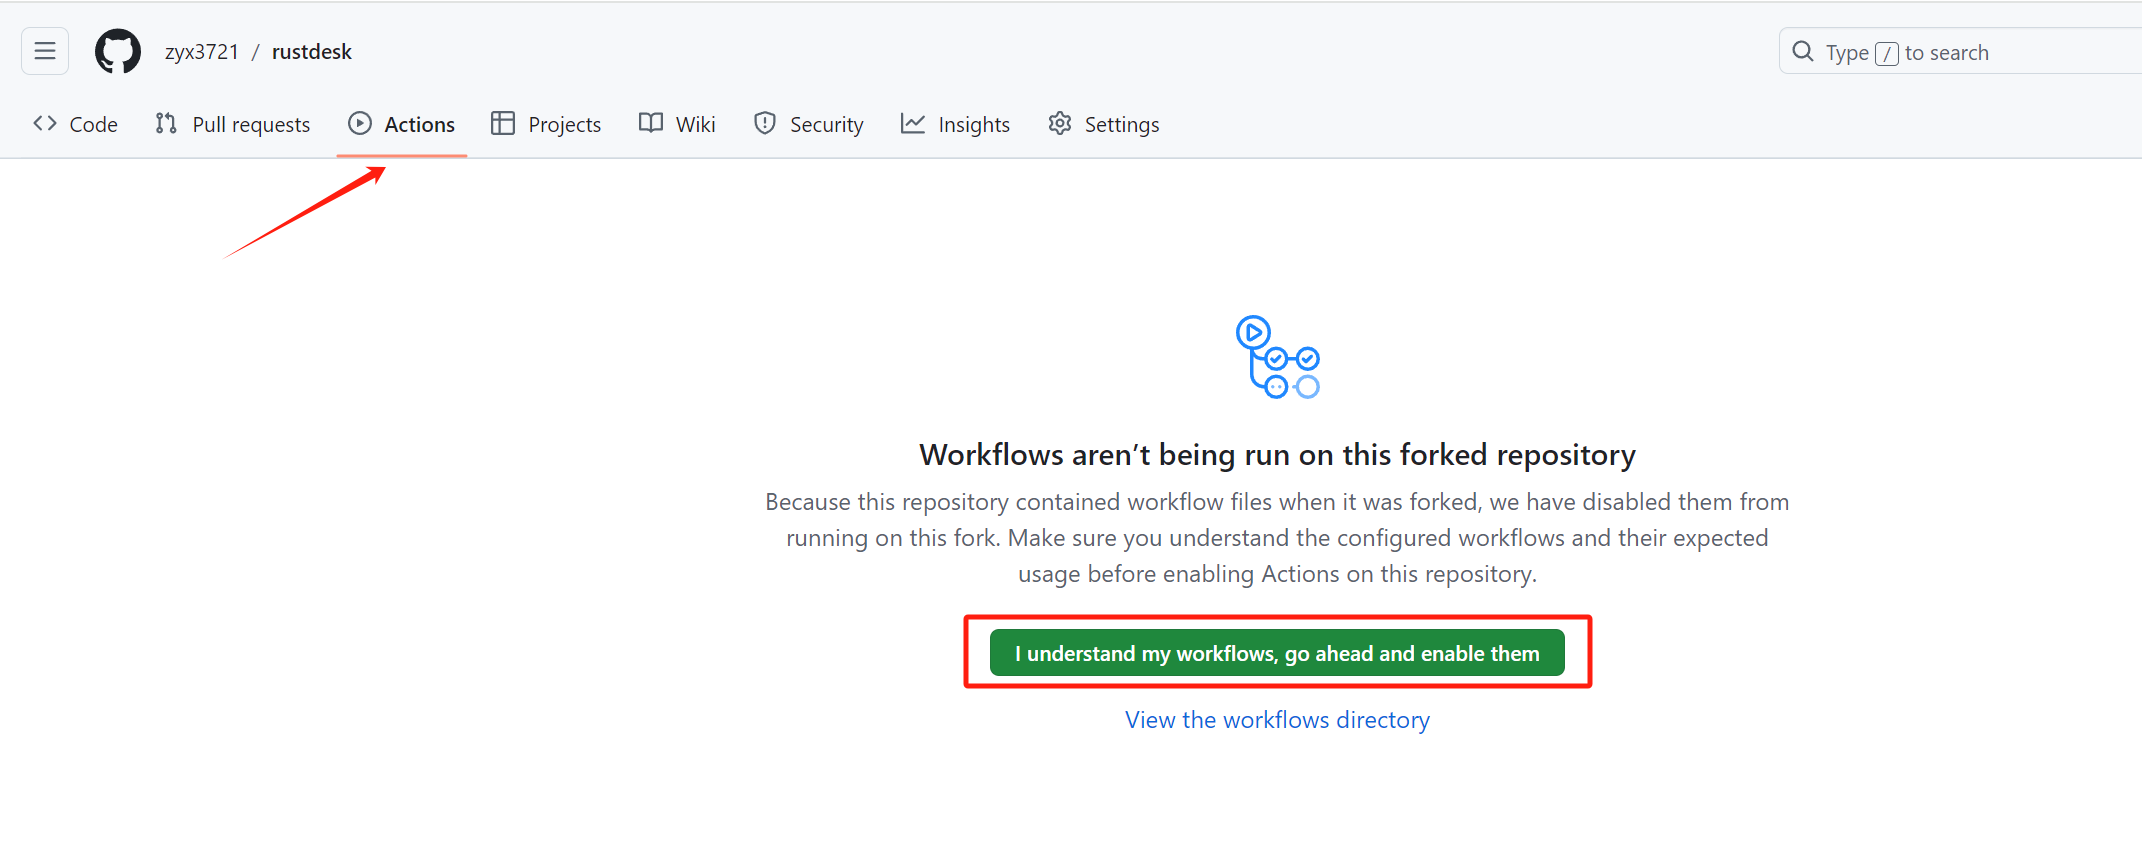 zyx3721 / rustdesk
Type / to search
Code Pull requests Actions Projects Wiki Security Insights Settings
Workflows aren’t being run on this forked repository
Because this repository contained workflow files when it was forked, we have disabled them from
running on this fork. Make sure you understand the configured workflows and their expected
usage before enabling Actions on this repository.
I understand my workflows, go ahead and enable them
View the workflows directory